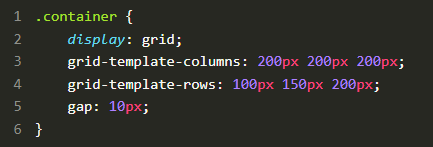 1 .container {
2     display: grid;
3     grid-template-columns: 200px 200px 200px;
4     grid-template-rows: 100px 150px 200px;
5     gap: 10px;
6 }